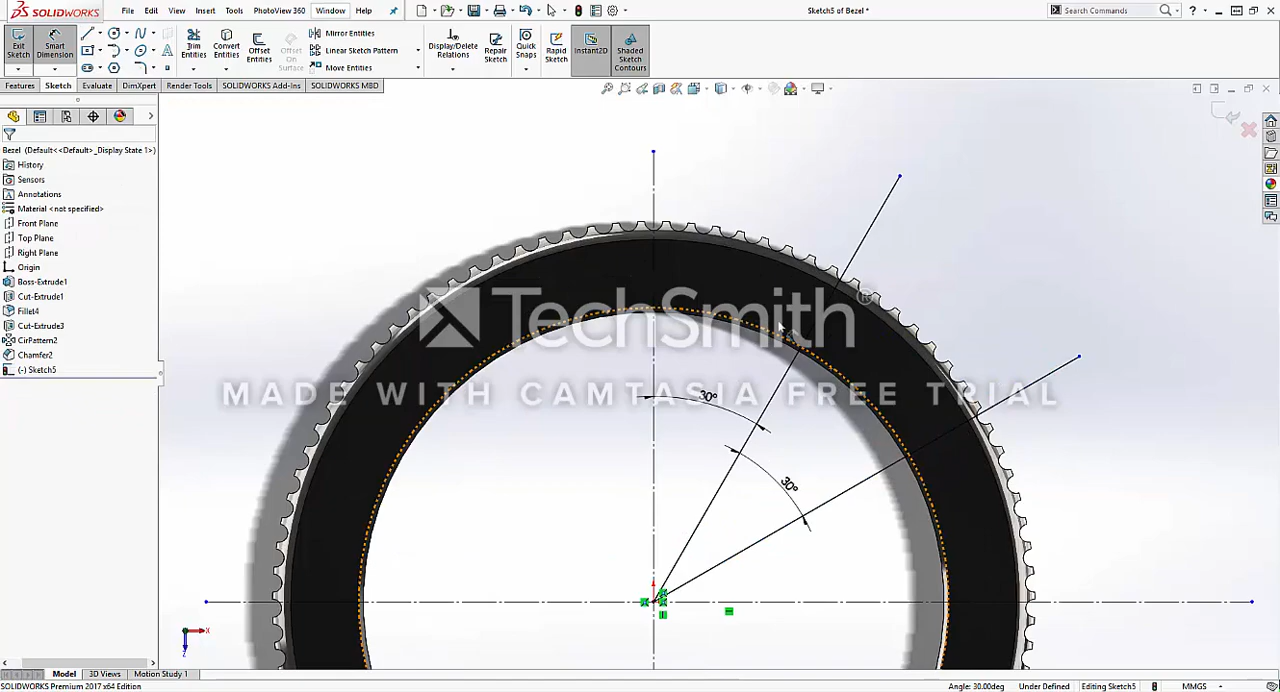 SOLIDWORKS
File Edit View Insert Tools PhotoView 360 Window Help
Sketch5 of Bezel *
Search Commands
Exit Sketch
Smart Dimension
Trim Entities
Convert Entities
Offset Entities
Offset On Surface
Mirror Entities
Linear Sketch Pattern
Move Entities
Display/Delete Relations
Repair Sketch
Quick Snaps
Rapid Sketch
Instant2D
Shaded Sketch Contours
Features Sketch Evaluate DimXpert Render Tools SOLIDWORKS Add-Ins SOLIDWORKS MBD
Bezel (Default<<Default>_Display State 1>)
History
Sensors
Annotations
Material <not specified>
Front Plane
Top Plane
Right Plane
Origin
Boss-Extrude1
Cut-Extrude1
Fillet4
Cut-Extrude3
CirPattern2
Chamfer2
(-) Sketch5
TechSmith®
MADE WITH CAMTASIA FREE TRIAL
30°
30°
X
Z
Model 3D Views Motion Study 1
SOLIDWORKS Premium 2017 x64 Edition
Angle: 30.00deg Under Defined Editing Sketch5 MMGS